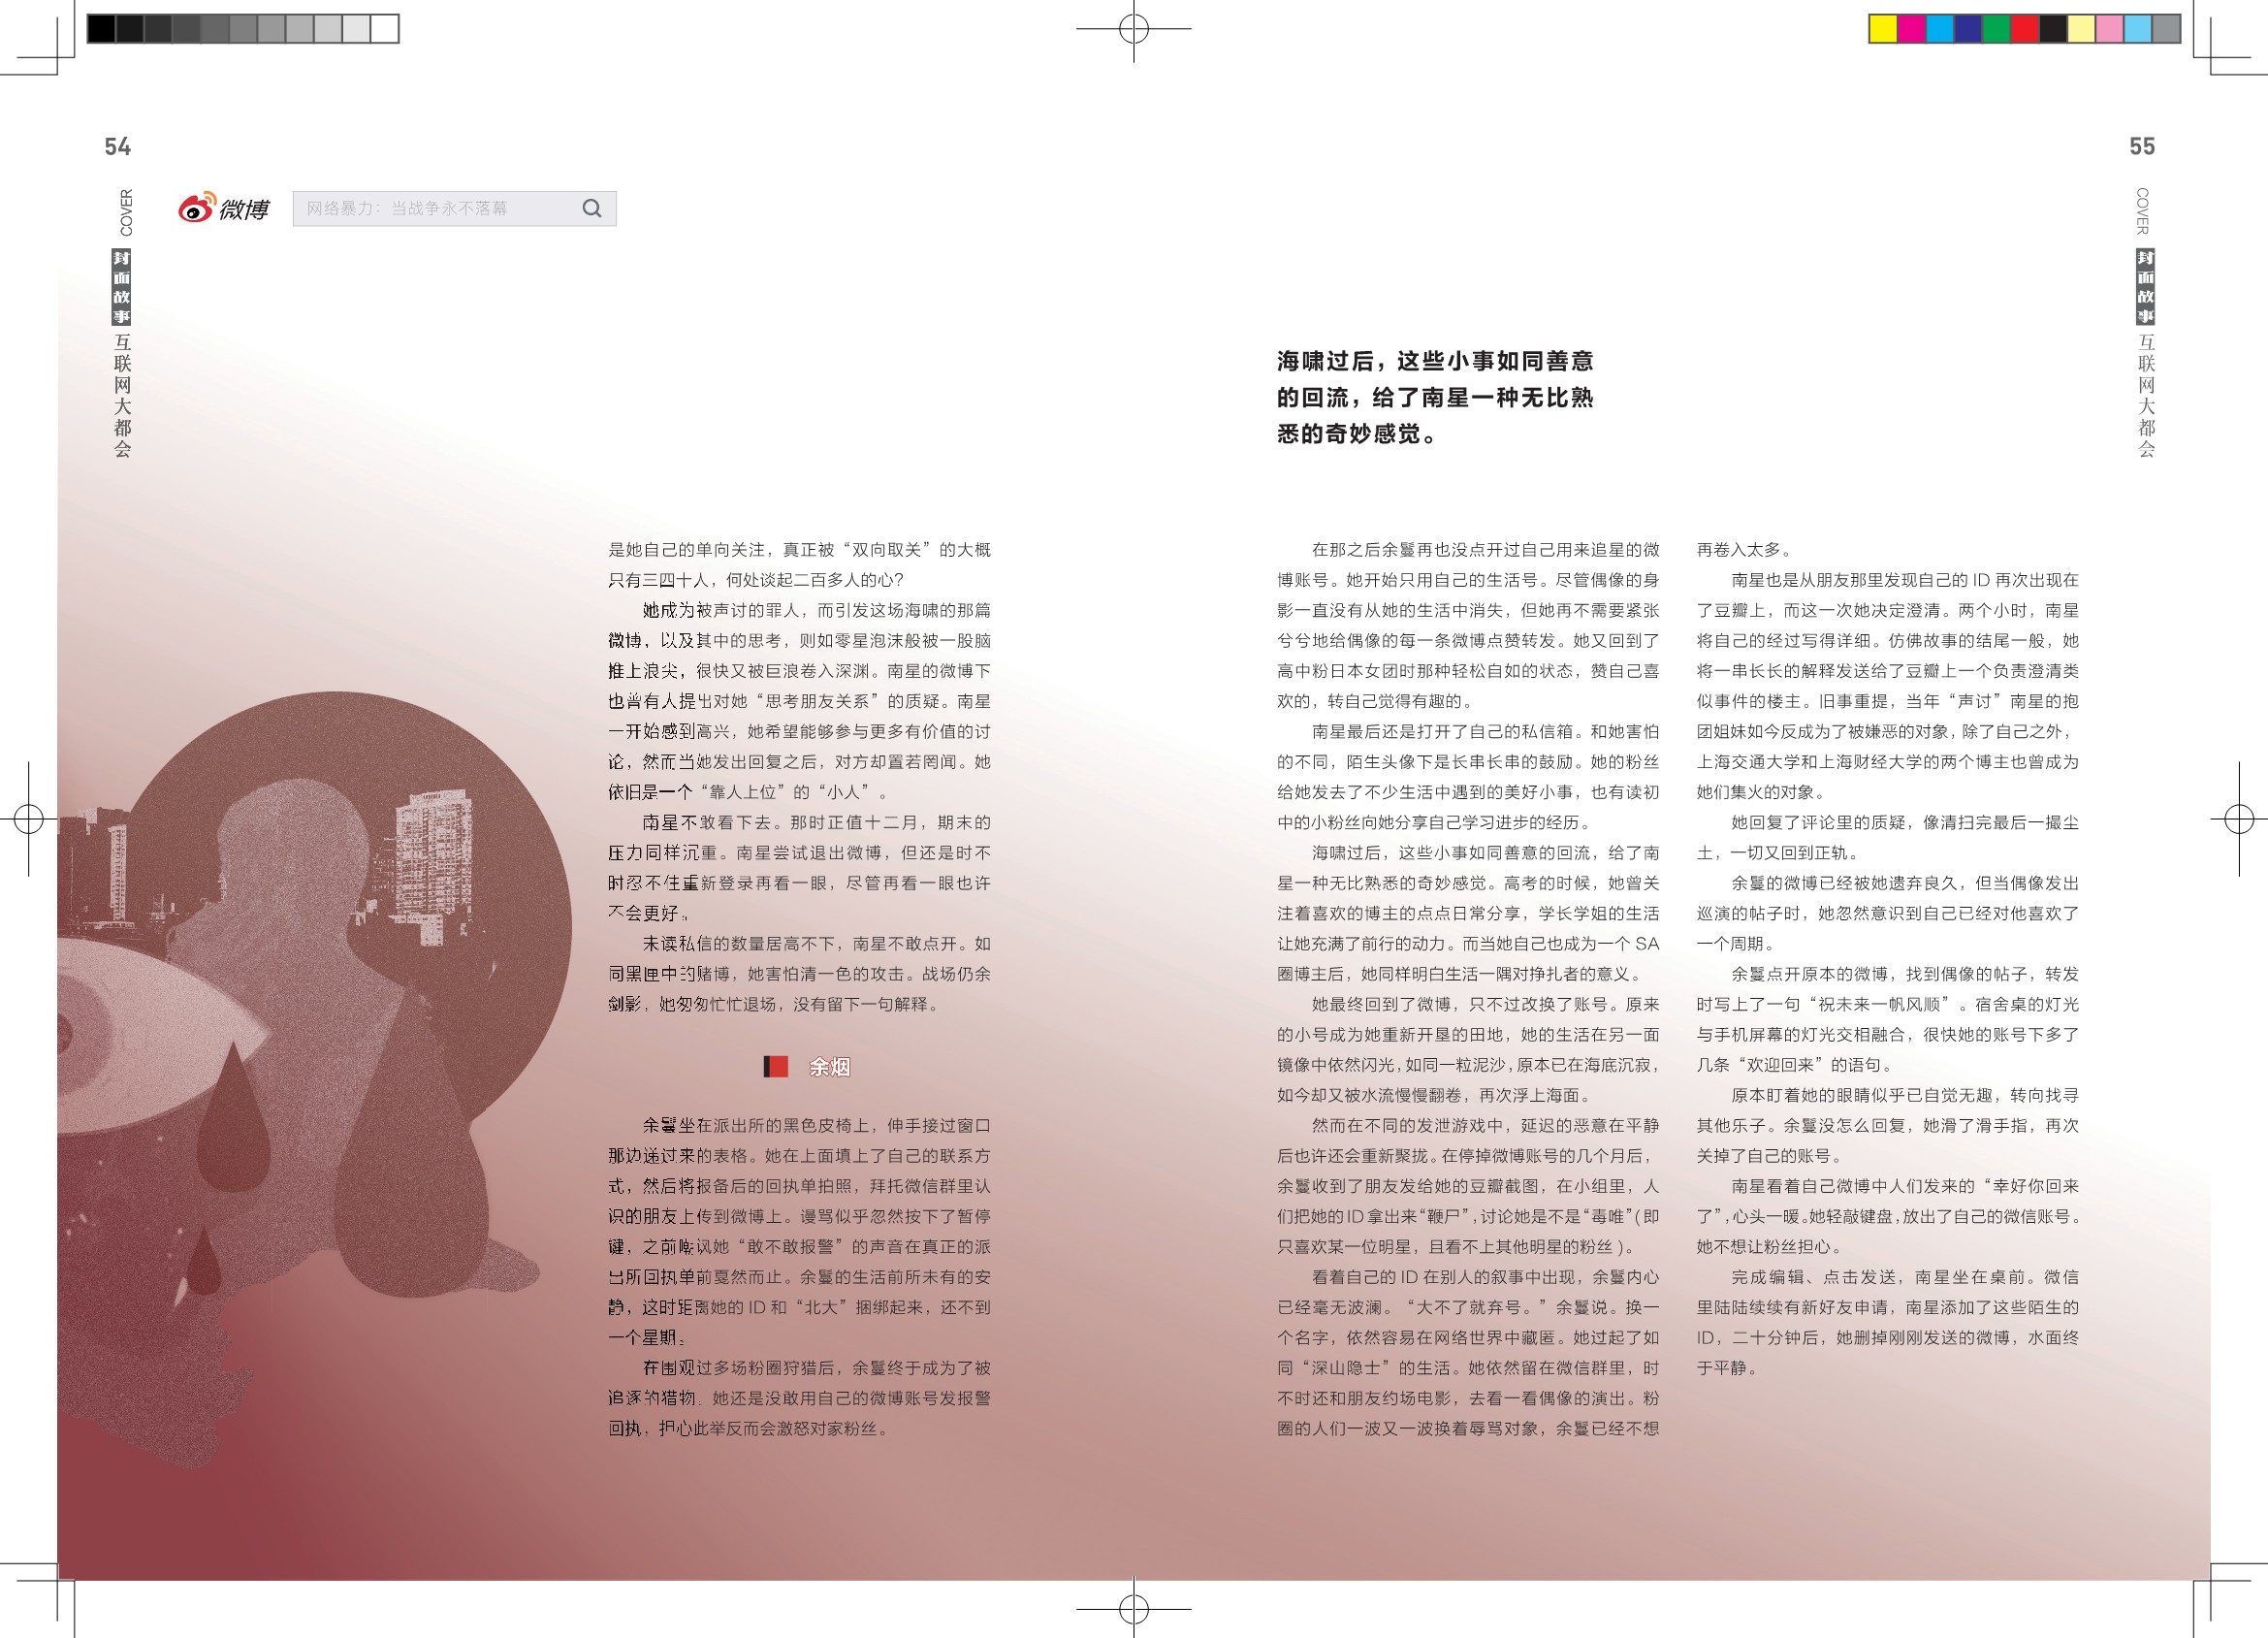 54
COVER
封面故事
互联网大都会
微博
网络暴力：当战争永不落幕
是她自己的单向关注，真正被“双向取关”的大概
只有三四十人，何处谈起二百多人的心？
她成为被声讨的罪人，而引发这场海啸的那篇
微博，以及其中的思考，则如零星泡沫般被一股脑
推上浪尖，很快又被巨浪卷入深渊。南星的微博下
也曾有人提出对她“思考朋友关系”的质疑。南星
一开始感到高兴，她希望能够参与更多有价值的讨
论，然而当她发出回复之后，对方却置若罔闻。她
依旧是一个“靠人上位”的“小人”。
南星不敢看下去。那时正值十二月，期末的
压力同样沉重。南星尝试退出微博，但还是时不
时忍不住重新登录再看一眼，尽管再看一眼也许
不会更好。
未读私信的数量居高不下，南星不敢点开。如
同黑匣中的赌博，她害怕清一色的攻击。战场仍余
剑影，她匆匆忙忙退场，没有留下一句解释。
余烟
余鬘坐在派出所的黑色皮椅上，伸手接过窗口
那边递过来的表格。她在上面填上了自己的联系方
式，然后将报备后的回执单拍照，拜托微信群里认
识的朋友上传到微博上。谩骂似乎忽然按下了暂停
键，之前嘲讽她“敢不敢报警”的声音在真正的派
出所回执单前戛然而止。余鬘的生活前所未有的安
静，这时距离她的 ID 和“北大”捆绑起来，还不到
一个星期。
在围观过多场粉圈狩猎后，余鬘终于成为了被
追逐的猎物。她还是没敢用自己的微博账号发报警
回执，担心此举反而会激怒对家粉丝。
55
COVER
封面故事
互联网大都会
海啸过后，这些小事如同善意
的回流，给了南星一种无比熟
悉的奇妙感觉。
在那之后余鬘再也没点开过自己用来追星的微
博账号。她开始只用自己的生活号。尽管偶像的身
影一直没有从她的生活中消失，但她再不需要紧张
兮兮地给偶像的每一条微博点赞转发。她又回到了
高中粉日本女团时那种轻松自如的状态，赞自己喜
欢的，转自己觉得有趣的。
南星最后还是打开了自己的私信箱。和她害怕
的不同，陌生头像下是长串长串的鼓励。她的粉丝
给她发去了不少生活中遇到的美好小事，也有读初
中的小粉丝向她分享自己学习进步的经历。
海啸过后，这些小事如同善意的回流，给了南
星一种无比熟悉的奇妙感觉。高考的时候，她曾关
注着喜欢的博主的点点日常分享，学长学姐的生活
让她充满了前行的动力。而当她自己也成为一个 SA
圈博主后，她同样明白生活一隅对挣扎者的意义。
她最终回到了微博，只不过改换了账号。原来
的小号成为她重新开垦的田地，她的生活在另一面
镜像中依然闪光，如同一粒泥沙，原本已在海底沉寂，
如今却又被水流慢慢翻卷，再次浮上海面。
然而在不同的发泄游戏中，延迟的恶意在平静
后也许还会重新聚拢。在停掉微博账号的几个月后，
余鬘收到了朋友发给她的豆瓣截图，在小组里，人
们把她的 ID 拿出来“鞭尸”，讨论她是不是“毒唯”( 即
只喜欢某一位明星，且看不上其他明星的粉丝 )。
看着自己的 ID 在别人的叙事中出现，余鬘内心
已经毫无波澜。“大不了就弃号。”余鬘说。换一
个名字，依然容易在网络世界中藏匿。她过起了如
同“深山隐士”的生活。她依然留在微信群里，时
不时还和朋友约场电影，去看一看偶像的演出。粉
圈的人们一波又一波换着辱骂对象，余鬘已经不想
再卷入太多。
南星也是从朋友那里发现自己的 ID 再次出现在
了豆瓣上，而这一次她决定澄清。两个小时，南星
将自己的经过写得详细。仿佛故事的结尾一般，她
将一串长长的解释发送给了豆瓣上一个负责澄清类
似事件的楼主。旧事重提，当年“声讨”南星的抱
团姐妹如今反成为了被嫌恶的对象，除了自己之外，
上海交通大学和上海财经大学的两个博主也曾成为
她们集火的对象。
她回复了评论里的质疑，像清扫完最后一撮尘
土，一切又回到正轨。
余鬘的微博已经被她遗弃良久，但当偶像发出
巡演的帖子时，她忽然意识到自己已经对他喜欢了
一个周期。
余鬘点开原本的微博，找到偶像的帖子，转发
时写上了一句“祝未来一帆风顺”。宿舍桌的灯光
与手机屏幕的灯光交相融合，很快她的账号下多了
几条“欢迎回来”的语句。
原本盯着她的眼睛似乎已自觉无趣，转向找寻
其他乐子。余鬘没怎么回复，她滑了滑手指，再次
关掉了自己的账号。
南星看着自己微博中人们发来的“幸好你回来
了”，心头一暖。她轻敲键盘，放出了自己的微信账号。
她不想让粉丝担心。
完成编辑、点击发送，南星坐在桌前。微信
里陆陆续续有新好友申请，南星添加了这些陌生的
ID，二十分钟后，她删掉刚刚发送的微博，水面终
于平静。